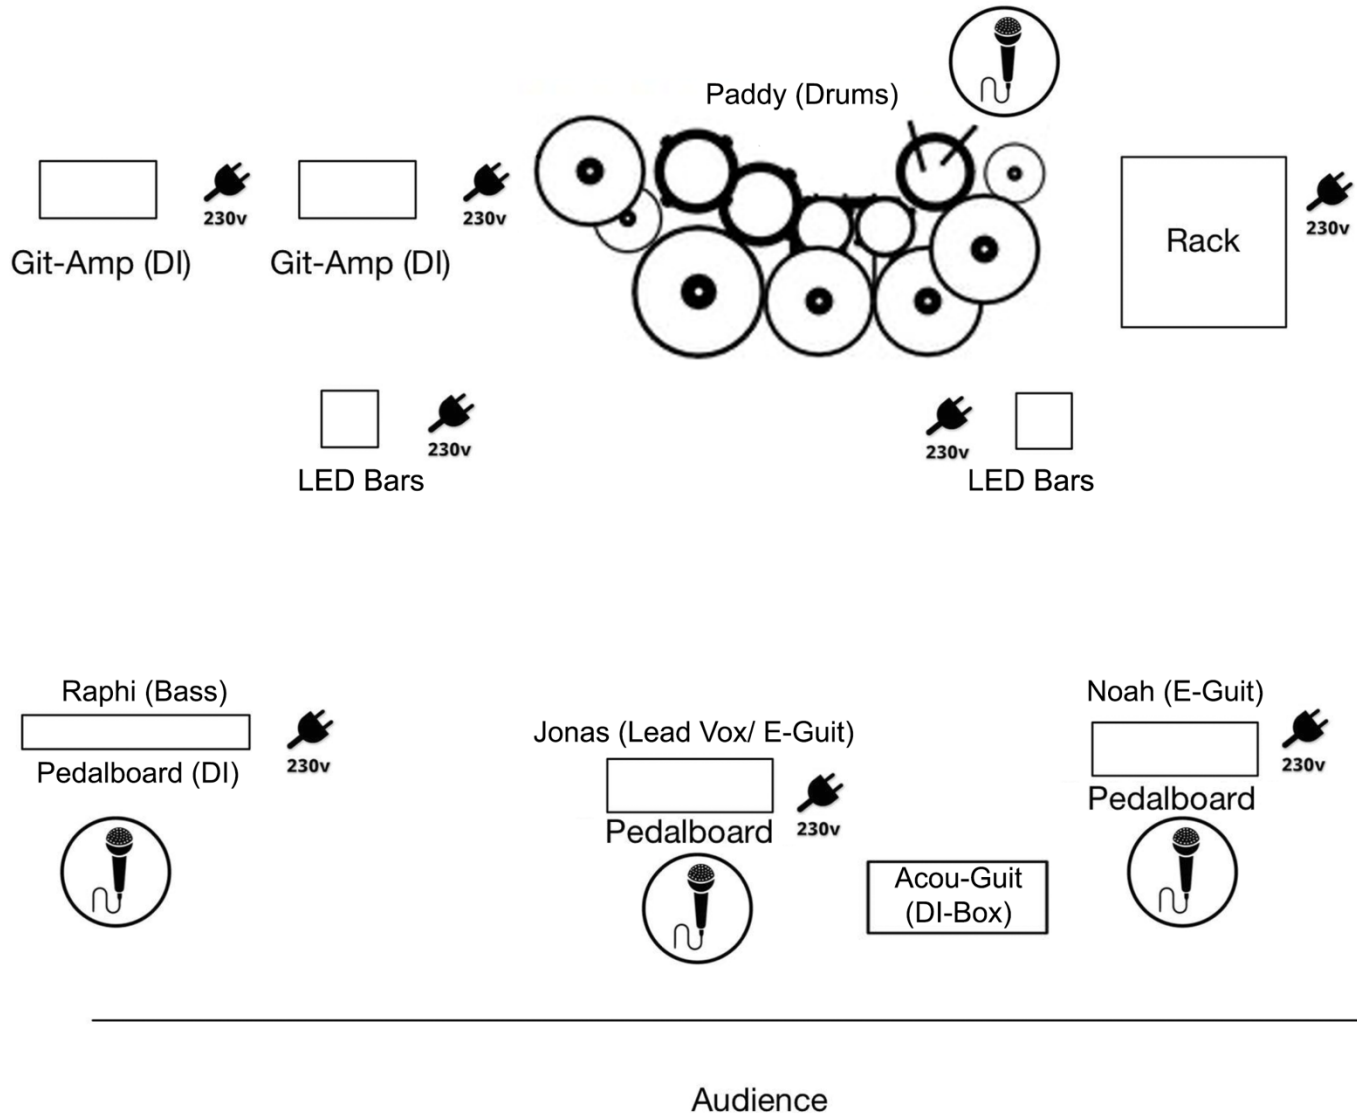 Paddy (Drums)
230v
230v
230v
Git-Amp (DI)
Git-Amp (DI)
Rack
230v
230v
LED Bars
LED Bars
Raphi (Bass)
Noah (E-Guit)
Jonas (Lead Vox/ E-Guit)
230v
230v
Pedalboard (DI)
Pedalboard
Pedalboard
230v
Acou-Guit
(DI-Box)
Audience